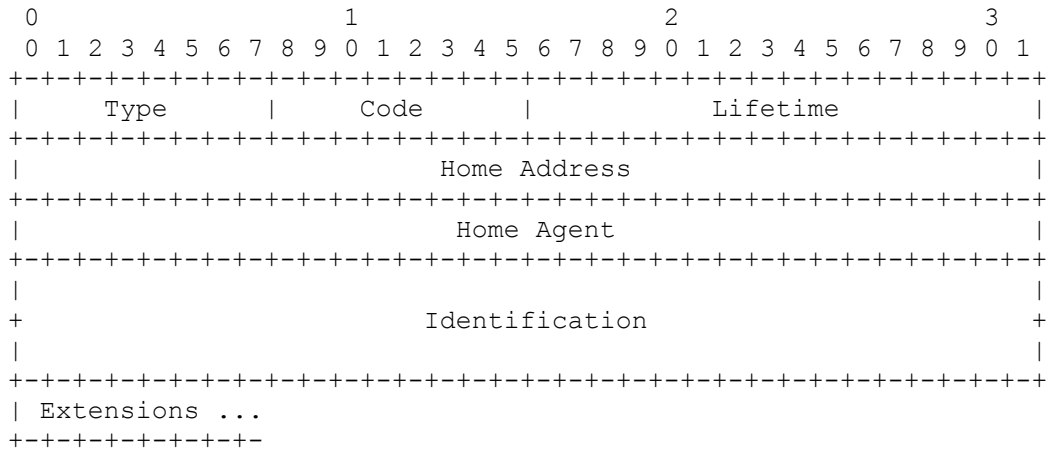 0                   1                   2                   3
 0 1 2 3 4 5 6 7 8 9 0 1 2 3 4 5 6 7 8 9 0 1 2 3 4 5 6 7 8 9 0 1
+-+-+-+-+-+-+-+-+-+-+-+-+-+-+-+-+-+-+-+-+-+-+-+-+-+-+-+-+-+-+-+-+
|     Type      |     Code      |           Lifetime            |
+-+-+-+-+-+-+-+-+-+-+-+-+-+-+-+-+-+-+-+-+-+-+-+-+-+-+-+-+-+-+-+-+
|                          Home Address                         |
+-+-+-+-+-+-+-+-+-+-+-+-+-+-+-+-+-+-+-+-+-+-+-+-+-+-+-+-+-+-+-+-+
|                           Home Agent                          |
+-+-+-+-+-+-+-+-+-+-+-+-+-+-+-+-+-+-+-+-+-+-+-+-+-+-+-+-+-+-+-+-+
|                                                               |
+                         Identification                        +
|                                                               |
+-+-+-+-+-+-+-+-+-+-+-+-+-+-+-+-+-+-+-+-+-+-+-+-+-+-+-+-+-+-+-+-+
| Extensions ...
+-+-+-+-+-+-+-+-